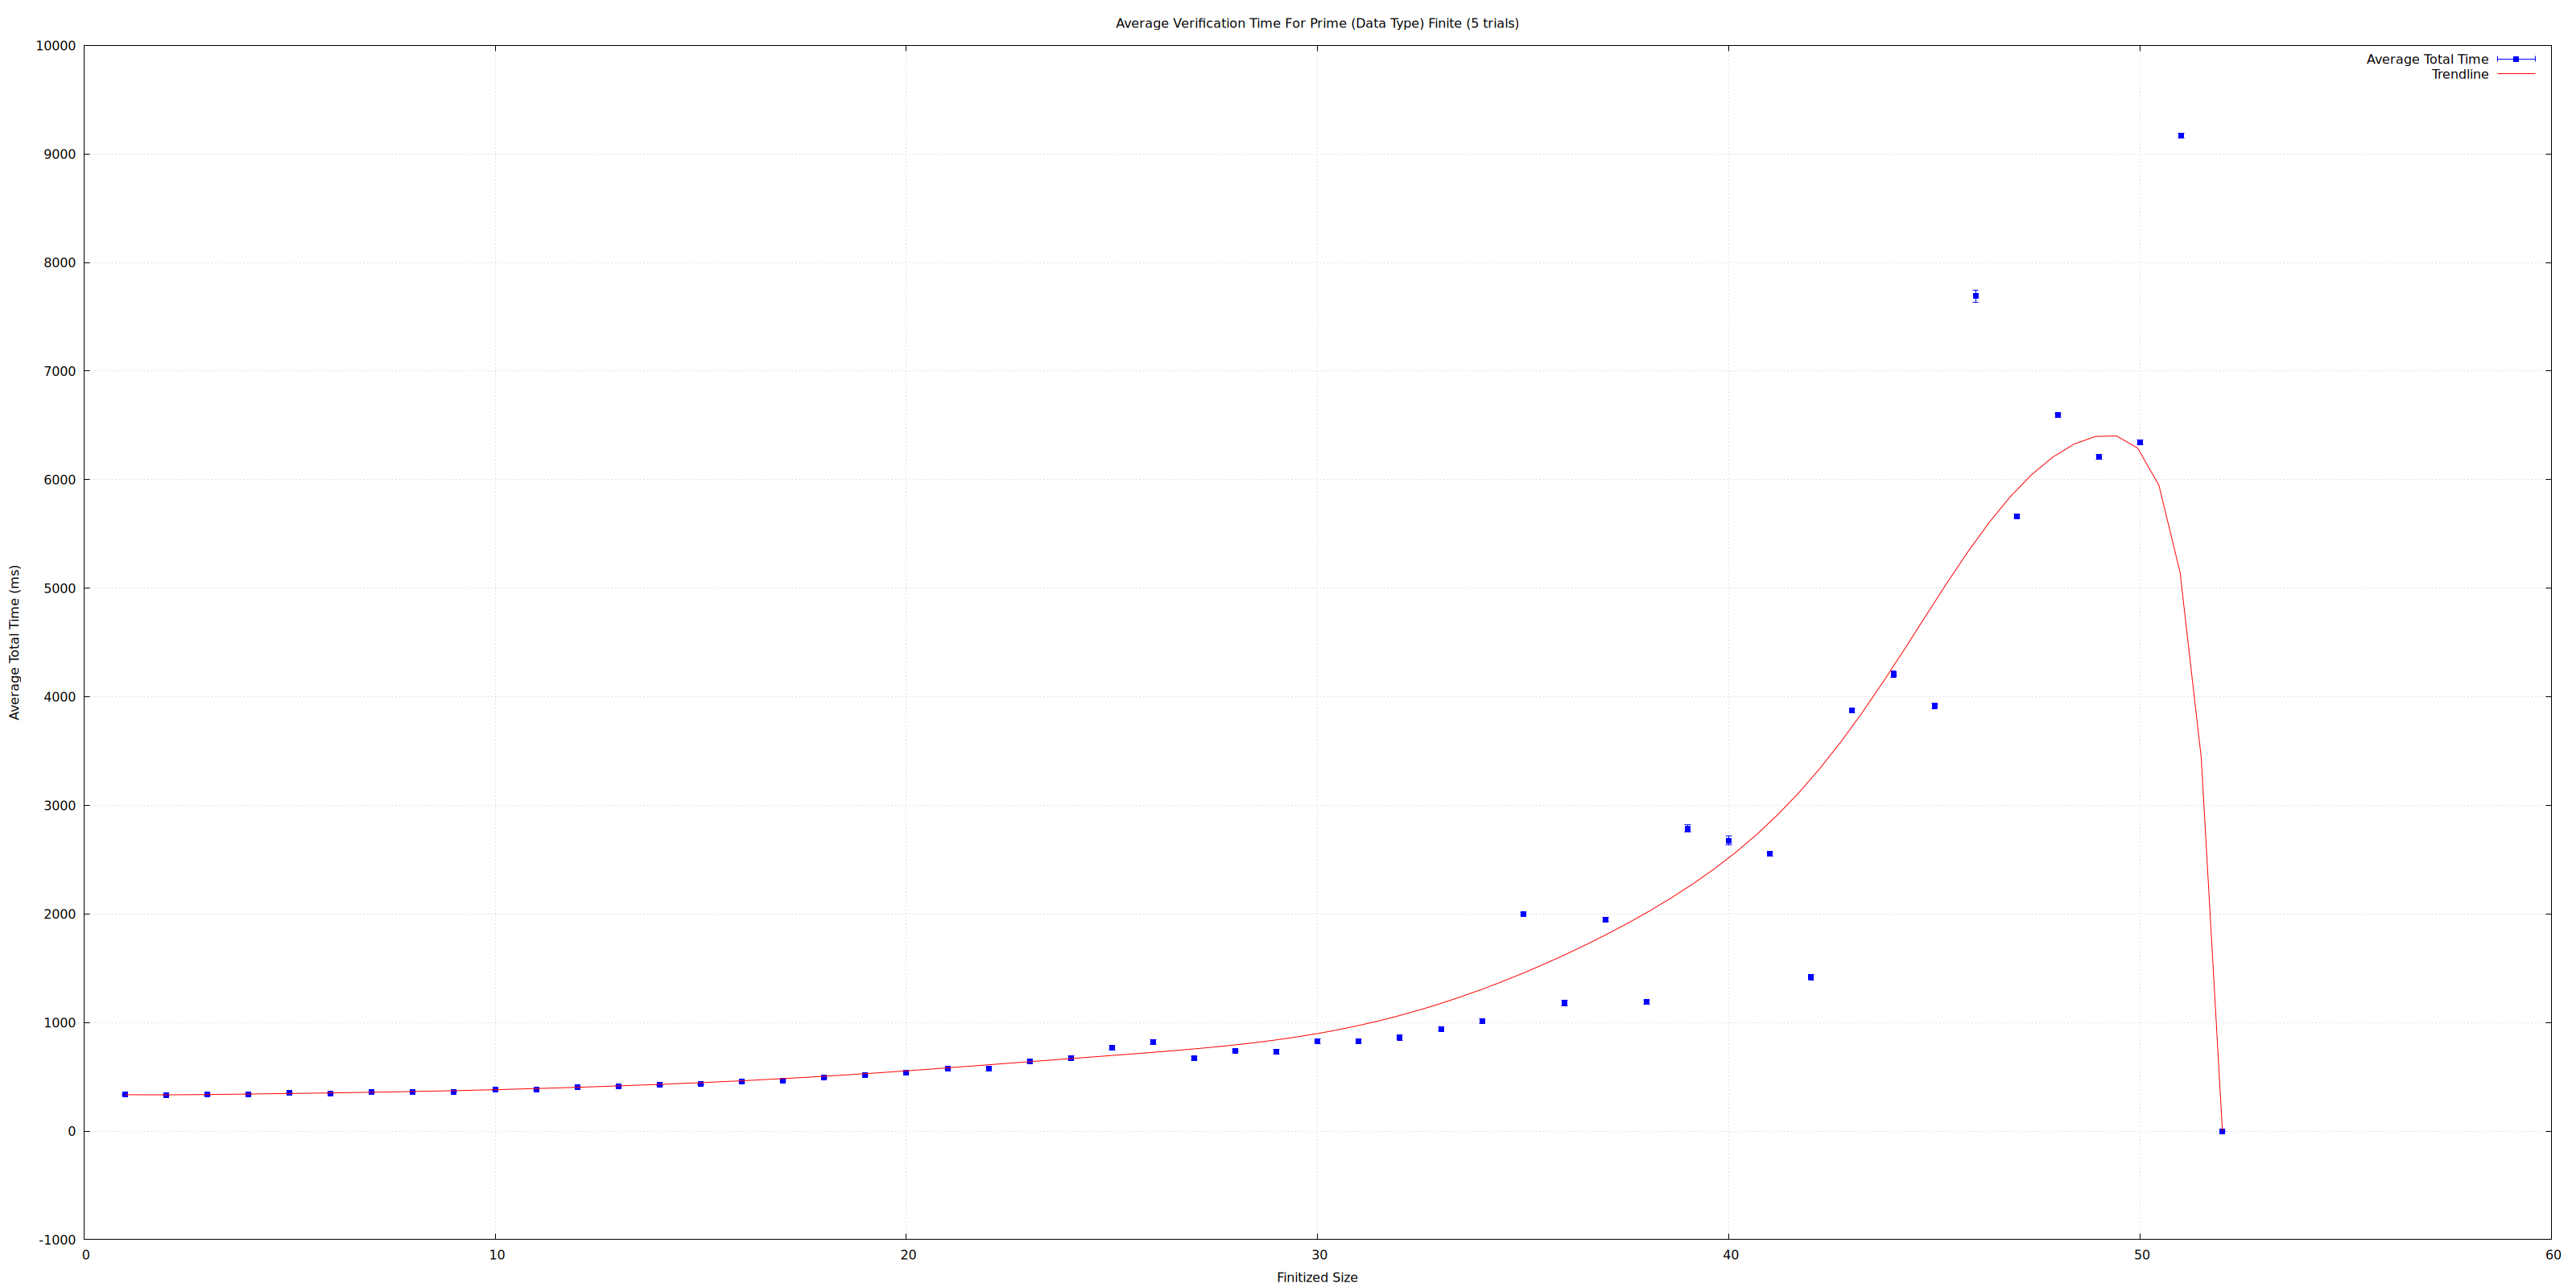 Average Verification Time For Prime (Data Type) Finite (5 trials)
Average Total Time
Trendline
10000
9000
8000
7000
6000
5000
4000
3000
2000
1000
0
-1000
Average Total Time (ms)
0 10 20 30 40 50 60
Finitized Size